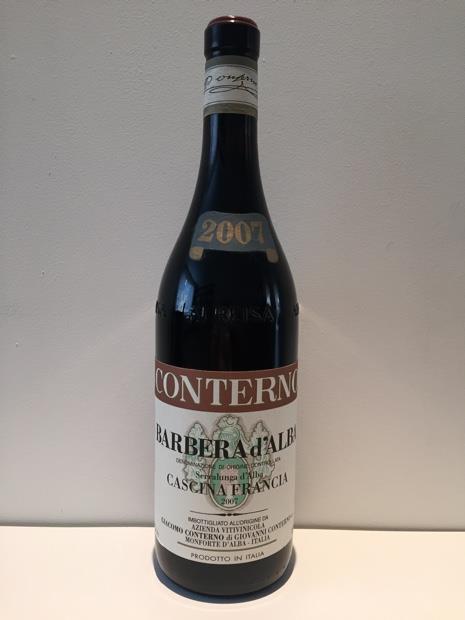 2007
CONTERNO
BARBERA d'ALBA
DENOMINAZIONE DI ORIGINE CONTROLLATA
Serralunga d'Alba
CASCINA FRANCIA
2007
IMBOTTIGLIATO ALL'ORIGINE DA
AZIENDA VITIVINICOLA
GIACOMO CONTERNO di GIOVANNI CONTERNO
MONFORTE D'ALBA - ITALIA
PRODOTTO IN ITALIA